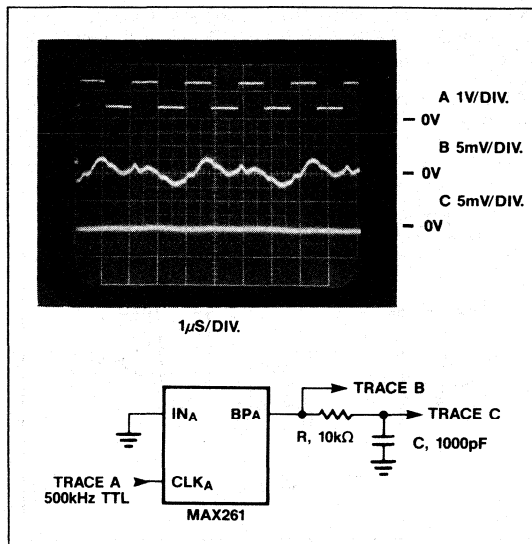 A 1V/DIV.
– 0V
B 5mV/DIV.
– 0V
C 5mV/DIV.
– 0V
1µS/DIV.
TRACE B
INA
BPA
TRACE C
R, 10kΩ
C, 1000pF
TRACE A
500kHz TTL
CLKA
MAX261